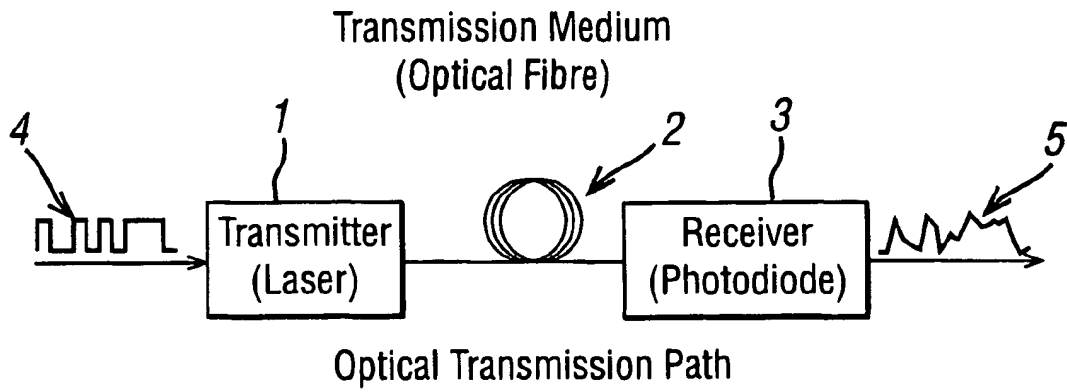 Transmission Medium
(Optical Fibre)
4
1
2
3
5
Transmitter
(Laser)
Receiver
(Photodiode)
Optical Transmission Path